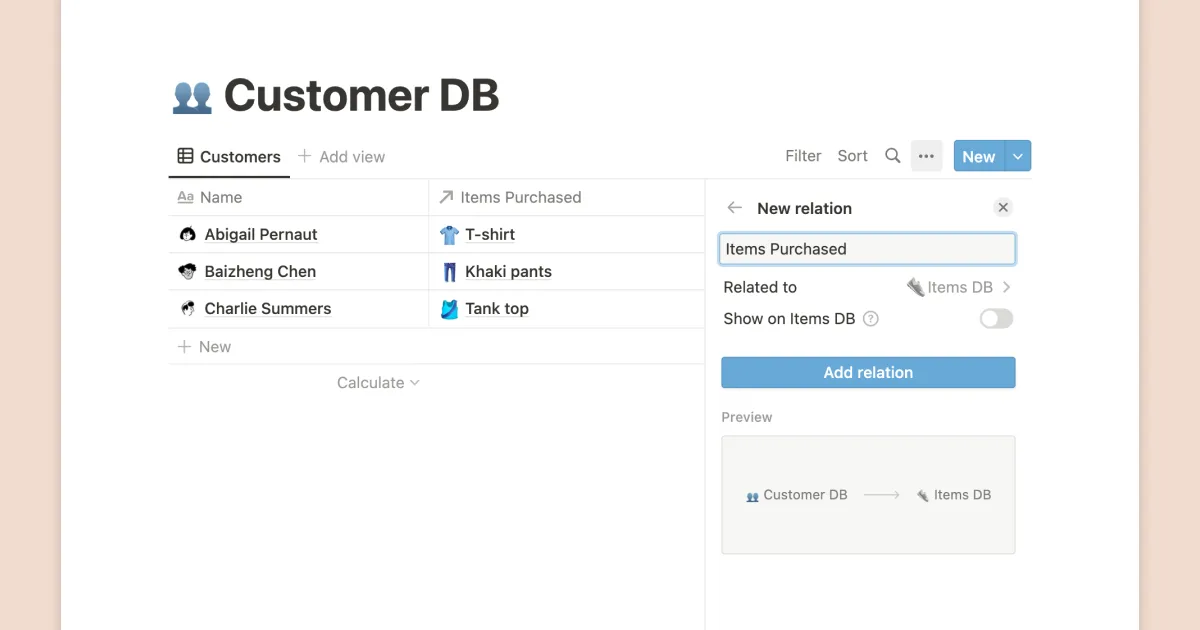 Customer DB
Customers Add view
Filter Sort New
Aa Name Items Purchased
Abigail Pernaut T-shirt
Baizheng Chen Khaki pants
Charlie Summers Tank top
New
Calculate
New relation
Items Purchased
Related to Items DB
Show on Items DB ?
Add relation
Preview
Customer DB Items DB